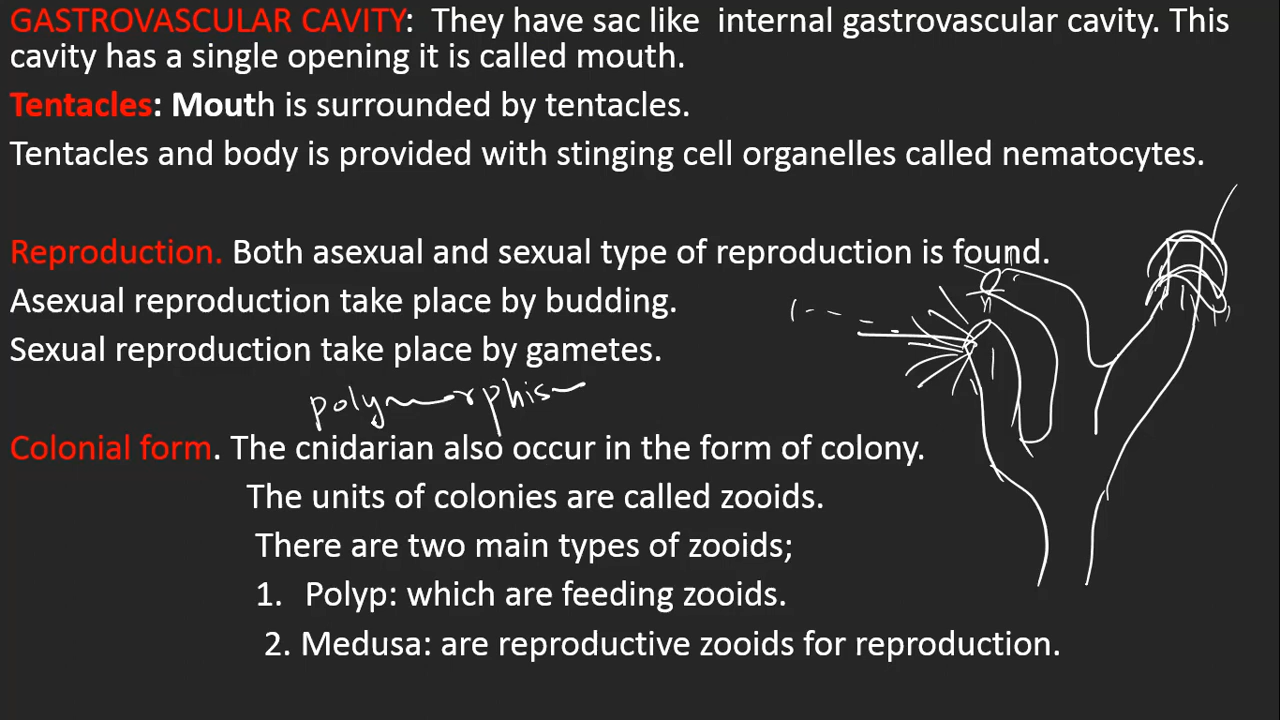 GASTROVASCULAR CAVITY: They have sac like internal gastrovascular cavity. This
cavity has a single opening it is called mouth.
Tentacles: Mouth is surrounded by tentacles.
Tentacles and body is provided with stinging cell organelles called nematocytes.
Reproduction. Both asexual and sexual type of reproduction is found.
Asexual reproduction take place by budding.
Sexual reproduction take place by gametes.
polymorphism
Colonial form. The cnidarian also occur in the form of colony.
The units of colonies are called zooids.
There are two main types of zooids;
1. Polyp: which are feeding zooids.
2. Medusa: are reproductive zooids for reproduction.